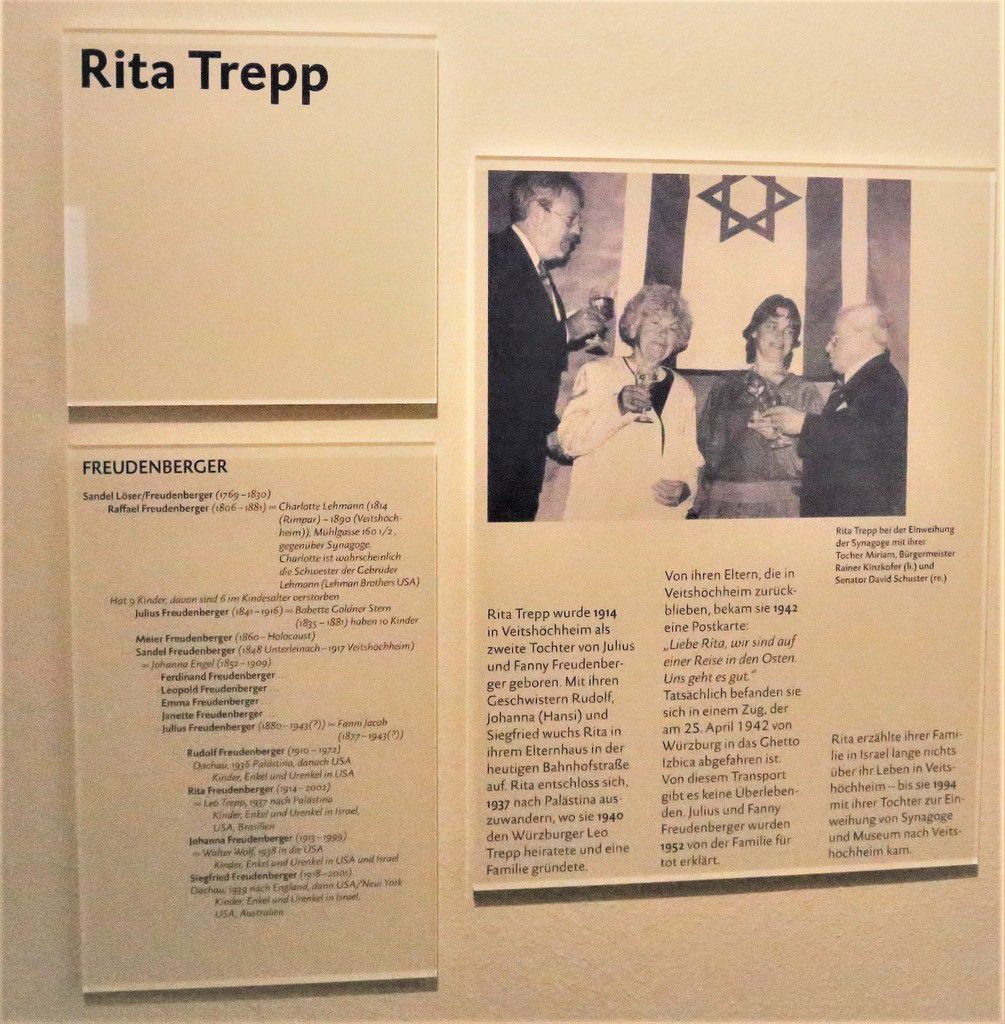 Rita Trepp
FREUDENBERGER
Sandel Löser/Freudenberger (1769–1830)
Raffael Freudenberger (1806–1881) ∞ Charlotte Lehmann (1814
(Rimpar) – 1890 (Veitshöch-
heim)), Mühlgasse 160 1/2,
gegenüber Synagoge.
Charlotte ist wahrscheinlich
die Schwester der Gebrüder
Lehmann (Lehman Brothers USA)
Hat 9 Kinder, davon sind 6 im Kindesalter verstorben
Julius Freudenberger (1841–1916) ∞ Babette Goldner Stern
(1835–1881) haben 10 Kinder
Meier Freudenberger (1860–Holocaust)
Sandel Freudenberger (1848 Unterleinach–1917 Veitshöchheim)
∞ Johanna Engel (1852–1909)
Ferdinand Freudenberger...
Leopold Freudenberger...
Emma Freudenberger...
Janette Freudenberger...
Julius Freudenberger (1880–1943(?)) ∞ Fanni Jacob
(1877–1943(?))
Rudolf Freudenberger (1910–1972)
Dachau, 1936 Palästina, danach USA
Kinder, Enkel und Urenkel in USA
Rita Freudenberger (1914–2002)
∞ Leo Trepp, 1937 nach Palästina
Kinder, Enkel und Urenkel in Israel,
USA, Brasilien
Johanna Freudenberger (1915–1999)
∞ Walter Wolf, 1938 in die USA
Kinder, Enkel und Urenkel in USA und Israel
Siegfried Freudenberger (1918–2001)
Dachau, 1939 nach England, dann USA/New York
Kinder, Enkel und Urenkel in Israel,
USA, Australien
Rita Trepp bei der Einweihung
der Synagoge mit ihrer
Tocher Miriam, Bürgermeister
Rainer Kinzkofer (li.) und
Senator David Schuster (re.)
Rita Trepp wurde 1914
in Veitshöchheim als
zweite Tochter von Julius
und Fanny Freudenber-
ger geboren. Mit ihren
Geschwistern Rudolf,
Johanna (Hansi) und
Siegfried wuchs Rita in
ihrem Elternhaus in der
heutigen Bahnhofstraße
auf. Rita entschloss sich,
1937 nach Palästina aus-
zuwandern, wo sie 1940
den Würzburger Leo
Trepp heiratete und eine
Familie gründete.
Von ihren Eltern, die in
Veitshöchheim zurück-
blieben, bekam sie 1942
eine Postkarte:
„Liebe Rita, wir sind auf
einer Reise in den Osten.
Uns geht es gut.“
Tatsächlich befanden sie
sich in einem Zug, der
am 25. April 1942 von
Würzburg in das Ghetto
Izbica abgefahren ist.
Von diesem Transport
gibt es keine Überleben-
den. Julius und Fanny
Freudenberger wurden
1952 von der Familie für
tot erklärt.
Rita erzählte ihrer Fami-
lie in Israel lange nichts
über ihr Leben in Veits-
höchheim – bis sie 1994
mit ihrer Tochter zur Ein-
weihung von Synagoge
und Museum nach Veits-
höchheim kam.